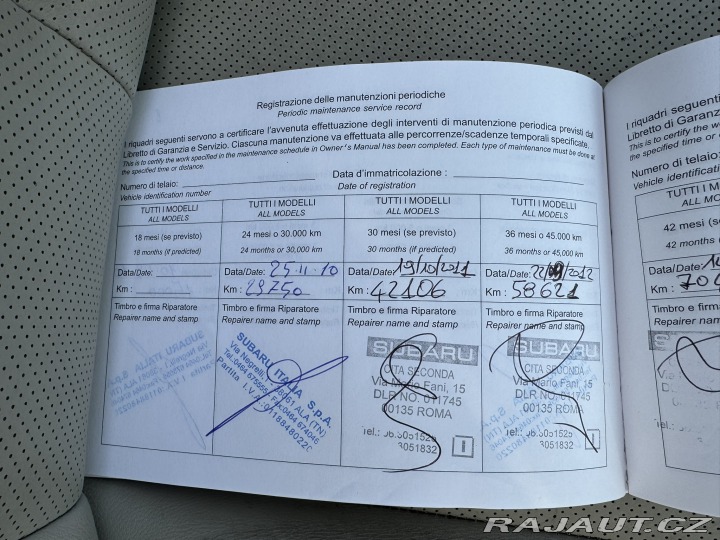 Registrazione delle manutenzioni periodiche
Periodic maintenance service record
I riquadri seguenti servono a certificare l'avvenuta effettuazione degli interventi di manutenzione periodica previsti dal
Libretto di Garanzia e Servizio. Ciascuna manutenzione va effettuata alle percorrenze/scadenze temporali specificate.
This is to certify the work specified in the maintenance schedule in Owner's Manual has been completed. Each type of maintenance must be done at
the specified time or distance.
Numero di telaio: Data d'immatricolazione :
Vehicle identification number Date of registration
TUTTI I MODELLI TUTTI I MODELLI TUTTI I MODELLI TUTTI I MODELLI
ALL MODELS ALL MODELS ALL MODELS ALL MODELS
18 mesi (se previsto) 24 mesi o 30.000 km 30 mesi (se previsto) 36 mesi o 45.000 km
18 months (if predicted) 24 months or 30,000 km 30 months (if predicted) 36 months or 45,000 km
Data/Date: Data/Date: 25.11.10 Data/Date: 19/10/2011 Data/Date: 22/09/2012
Km : Km : 29750 Km : 42106 Km : 58621
Timbro e firma Riparatore Timbro e firma Riparatore Timbro e firma Riparatore Timbro e firma Riparatore
Repairer name and stamp Repairer name and stamp Repairer name and stamp Repairer name and stamp
SUBARU ITALIA S.p.A.
Via Negrelli,
38061 ALA (TN)
Partita I.V.A.
SUBARU
CITA SECONDA
Via Mario Fani, 15
DLR NO. 011745
00135 ROMA
3051832
SUBARU
CITA SECONDA
Via Mario Fani, 15
DLR NO. 011745
00135 ROMA
3051832
I riquadri seguenti
Libretto di Garanzia
This is to certify the work
the specified time or
Numero di telaio:
Vehicle identification
TUTTI I MODELLI
ALL MODELS
42 mesi (se
42 months (
Data/Date:
Km :
Timbro e firma
Repairer name
RAJAUT.CZ